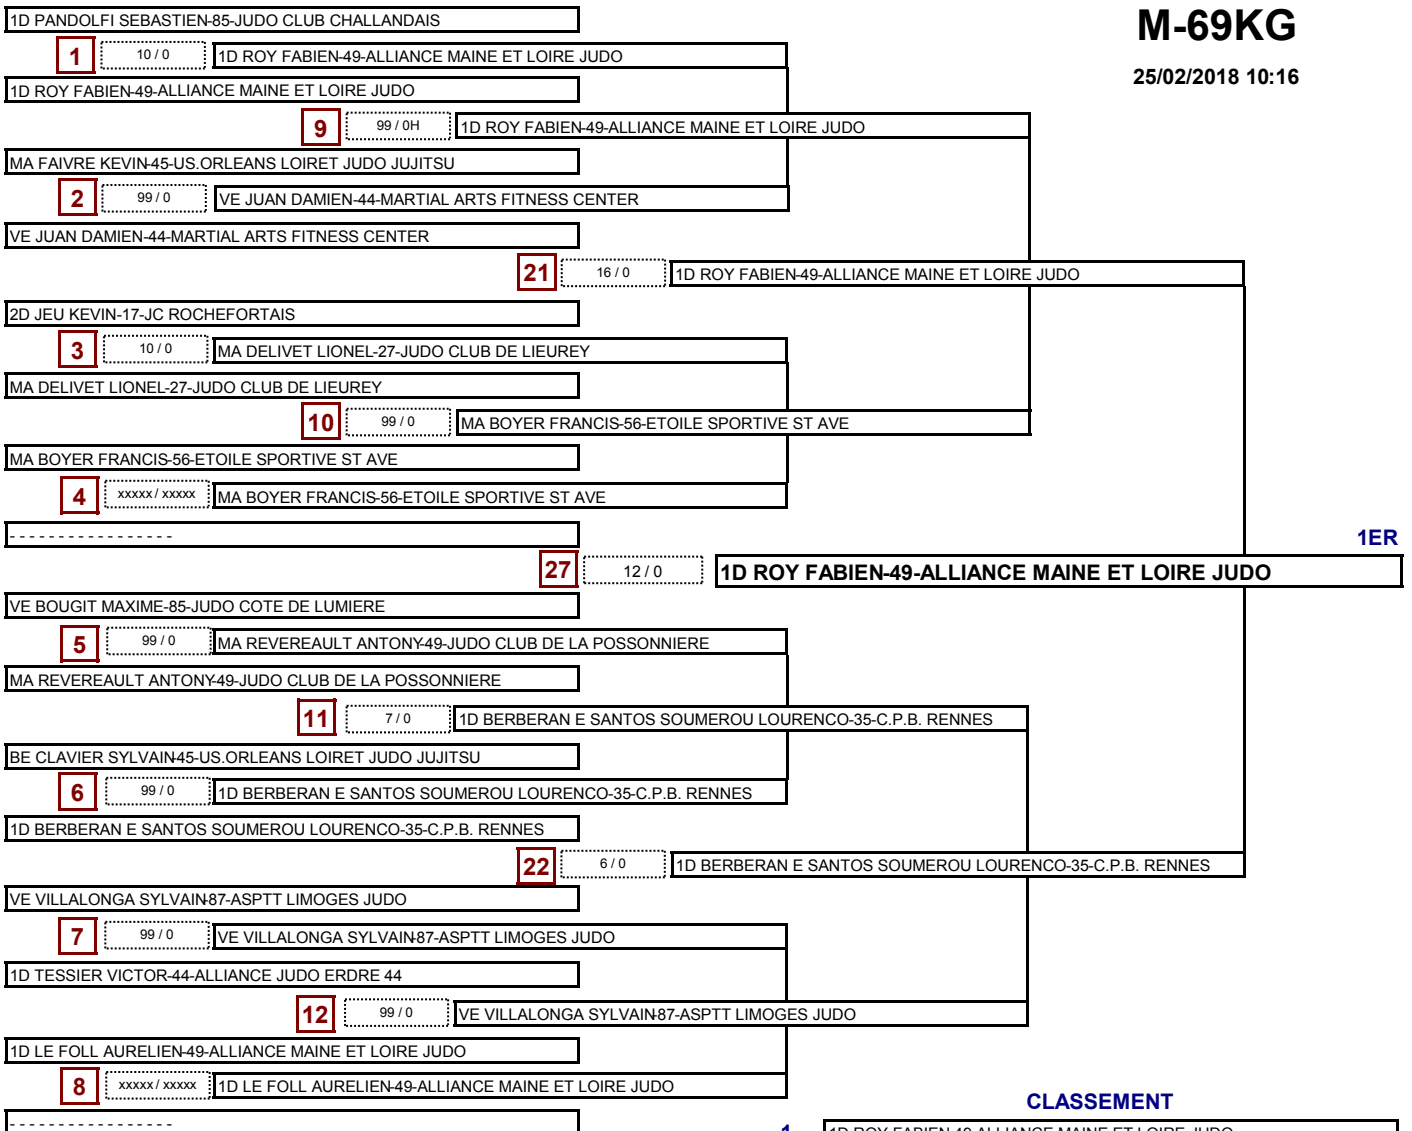 1D PANDOLFI SEBASTIEN-85-JUDO CLUB CHALLANDAIS
M-69KG
1 10 / 0 1D ROY FABIEN-49-ALLIANCE MAINE ET LOIRE JUDO
25/02/2018 10:16
1D ROY FABIEN-49-ALLIANCE MAINE ET LOIRE JUDO
9 99 / 0H 1D ROY FABIEN-49-ALLIANCE MAINE ET LOIRE JUDO
MA FAIVRE KEVIN-45-US.ORLEANS LOIRET JUDO JUJITSU
2 99 / 0 VE JUAN DAMIEN-44-MARTIAL ARTS FITNESS CENTER
VE JUAN DAMIEN-44-MARTIAL ARTS FITNESS CENTER
21 16 / 0 1D ROY FABIEN-49-ALLIANCE MAINE ET LOIRE JUDO
2D JEU KEVIN-17-JC ROCHEFORTAIS
3 10 / 0 MA DELIVET LIONEL-27-JUDO CLUB DE LIEUREY
MA DELIVET LIONEL-27-JUDO CLUB DE LIEUREY
10 99 / 0 MA BOYER FRANCIS-56-ETOILE SPORTIVE ST AVE
MA BOYER FRANCIS-56-ETOILE SPORTIVE ST AVE
4 xxxxx / xxxxx MA BOYER FRANCIS-56-ETOILE SPORTIVE ST AVE
- - - - - - - - - - - - - - - - -
1ER
27 12 / 0 1D ROY FABIEN-49-ALLIANCE MAINE ET LOIRE JUDO
VE BOUGIT MAXIME-85-JUDO COTE DE LUMIERE
5 99 / 0 MA REVEREAULT ANTONY-49-JUDO CLUB DE LA POSSONNIERE
MA REVEREAULT ANTONY-49-JUDO CLUB DE LA POSSONNIERE
11 7 / 0 1D BERBERAN E SANTOS SOUMEROU LOURENCO-35-C.P.B. RENNES
BE CLAVIER SYLVAIN-45-US.ORLEANS LOIRET JUDO JUJITSU
6 99 / 0 1D BERBERAN E SANTOS SOUMEROU LOURENCO-35-C.P.B. RENNES
1D BERBERAN E SANTOS SOUMEROU LOURENCO-35-C.P.B. RENNES
22 6 / 0 1D BERBERAN E SANTOS SOUMEROU LOURENCO-35-C.P.B. RENNES
VE VILLALONGA SYLVAIN-87-ASPTT LIMOGES JUDO
7 99 / 0 VE VILLALONGA SYLVAIN-87-ASPTT LIMOGES JUDO
1D TESSIER VICTOR-44-ALLIANCE JUDO ERDRE 44
12 99 / 0 VE VILLALONGA SYLVAIN-87-ASPTT LIMOGES JUDO
1D LE FOLL AURELIEN-49-ALLIANCE MAINE ET LOIRE JUDO
8 xxxxx / xxxxx 1D LE FOLL AURELIEN-49-ALLIANCE MAINE ET LOIRE JUDO
CLASSEMENT
- - - - - - - - - - - - - - - - -
1 1D ROY FABIEN-49-ALLIANCE MAINE ET LOIRE JUDO